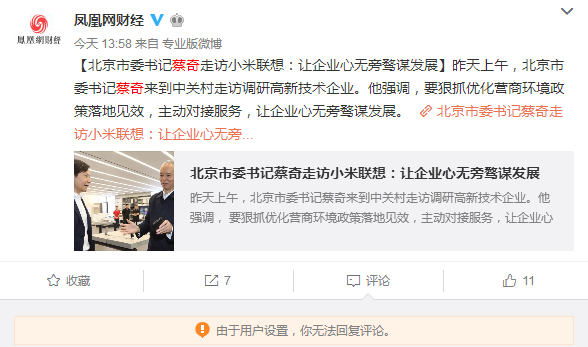 凤凰网财经
鳳凰網财經
今天 13:58 来自 专业版微博
【北京市委书记蔡奇走访小米联想：让企业心无旁骛谋发展】昨天上午，北京市
委书记蔡奇来到中关村走访调研高新技术企业。他强调，要狠抓优化营商环境政
策落地见效，主动对接服务，让企业心无旁骛谋发展。 北京市委书记蔡奇走
访小米联想：让企业心无旁...
北京市委书记蔡奇走访小米联想：让企业心无旁骛谋发展
昨天上午，北京市委书记蔡奇来到中关村走访调研高新技术企业。他
强调， 要狠抓优化营商环境政策落地见效，主动对接服务，让企业心
收藏 7 评论 11
由于用户设置，你无法回复评论。